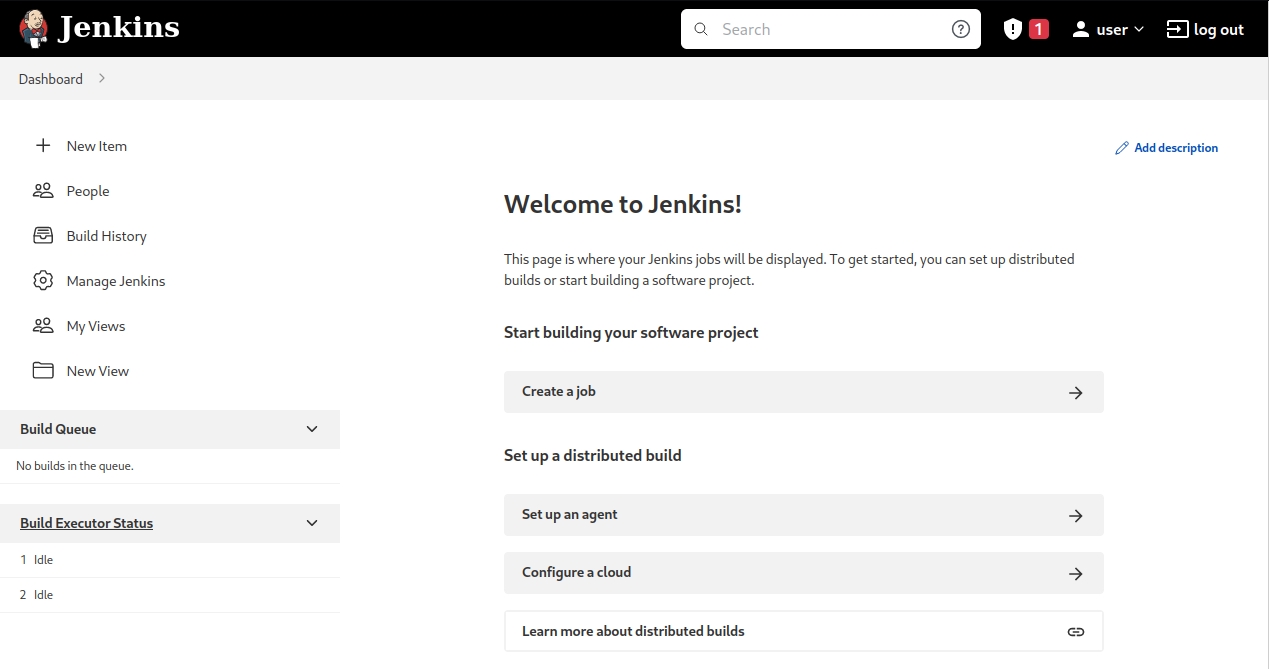 Jenkins
Search
1
user
log out
Dashboard
New Item
People
Build History
Manage Jenkins
My Views
New View
Build Queue
No builds in the queue.
Build Executor Status
1 Idle
2 Idle
Add description
Welcome to Jenkins!
This page is where your Jenkins jobs will be displayed. To get started, you can set up distributed
builds or start building a software project.
Start building your software project
Create a job
Set up a distributed build
Set up an agent
Configure a cloud
Learn more about distributed builds